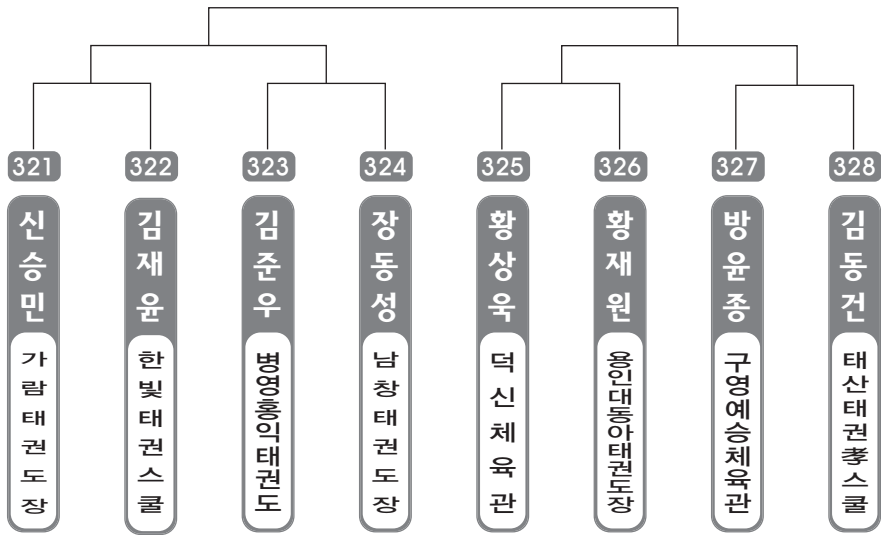 321 322 323 324 325 326 327 328
신승민
가람태권도장
김재윤
한빛태권스쿨
김준우
병영홍익태권도
장동성
남창태권도장
황상욱
덕신체육관
황재원
용인대동아태권도장
방윤종
구영예승체육관
김동건
태산태권孝스쿨